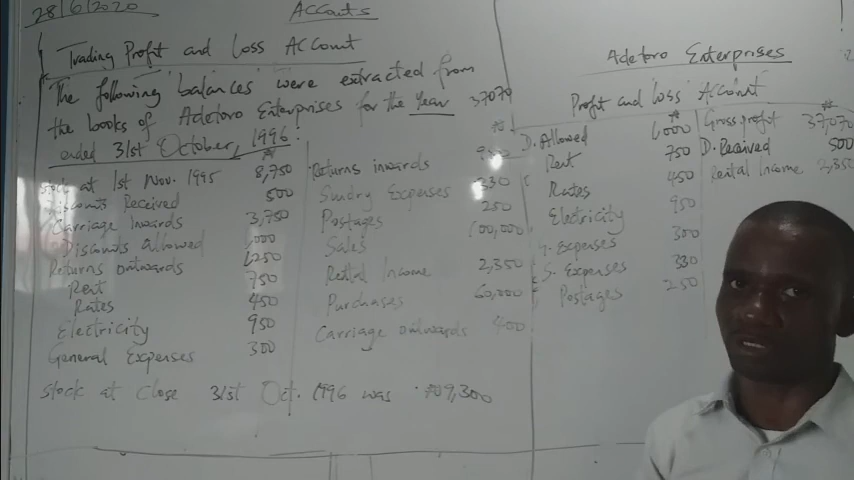 28/6/2020
Accounts
Trading Profit and Loss Account
The following balances were extracted from
the books of Adetoro Enterprises for the Year
ended 31st October, 1996:
37070
₦
stock at 1st Nov. 1995 8,750
Discounts Received 500
Carriage Inwards 3,750
Discounts allowed
Returns outwards 1,250
Rent 750
Rates 450
Electricity 950
General Expenses 300
₦
Returns inwards
Sundry Expenses 330
Postages 250
Sales 100,000
Rental Income 2,350
Purchases 60,000
Carriage outwards 400
Stock at close 31st Oct. 1996 was ₦9,300
Adetoro Enterprises
Profit and loss Account
₦
D. Allowed 1,000
Rent 750
Rates 450
Electricity 950
G. Expenses 300
S. Expenses 330
Postages 250
₦
Gross profit 37,070
D. Received 500
Rental Income 2,350